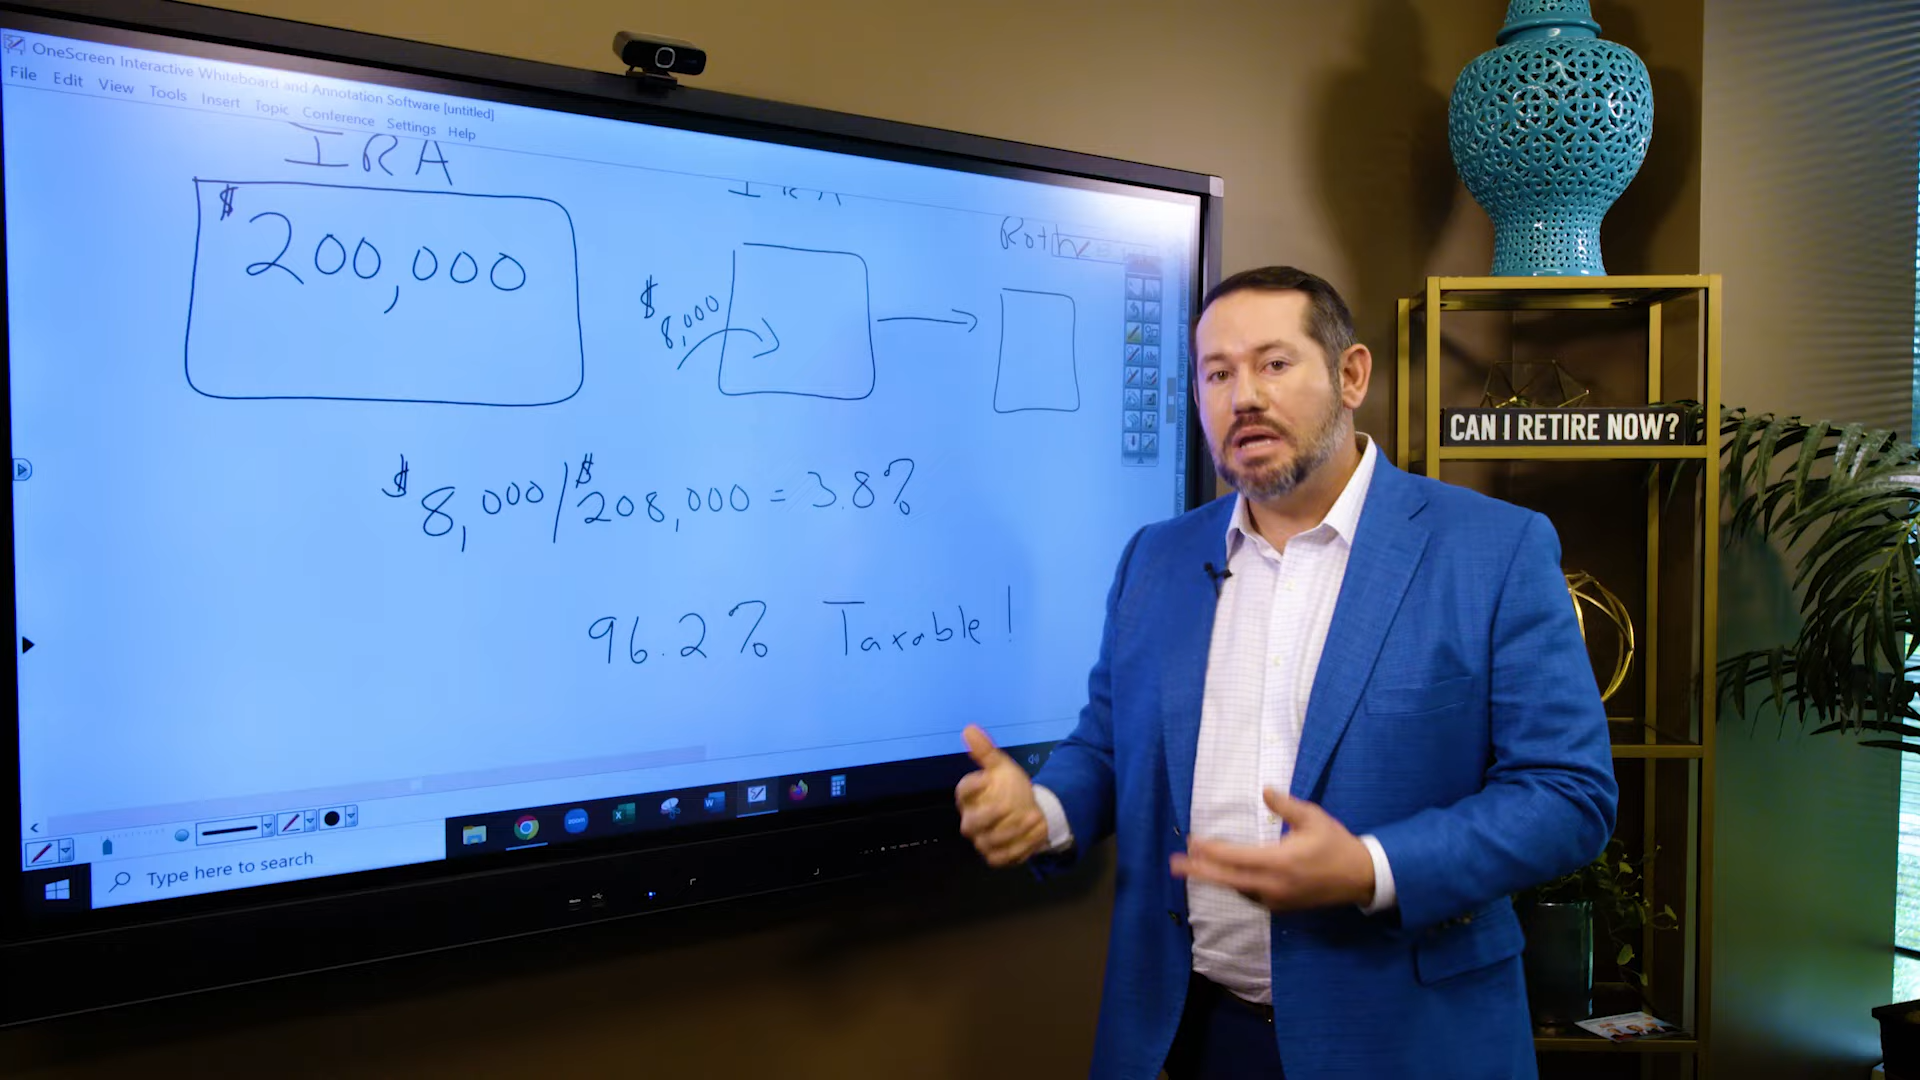 OneScreen Interactive Whiteboard and Annotation Software [untitled]
File Edit View Tools Insert Topic Conference Settings Help
IRA
$200,000
IRA
$8,000
Roth
$8,000/$208,000 = 3.8%
96.2% Taxable!
Type here to search
CAN I RETIRE NOW?